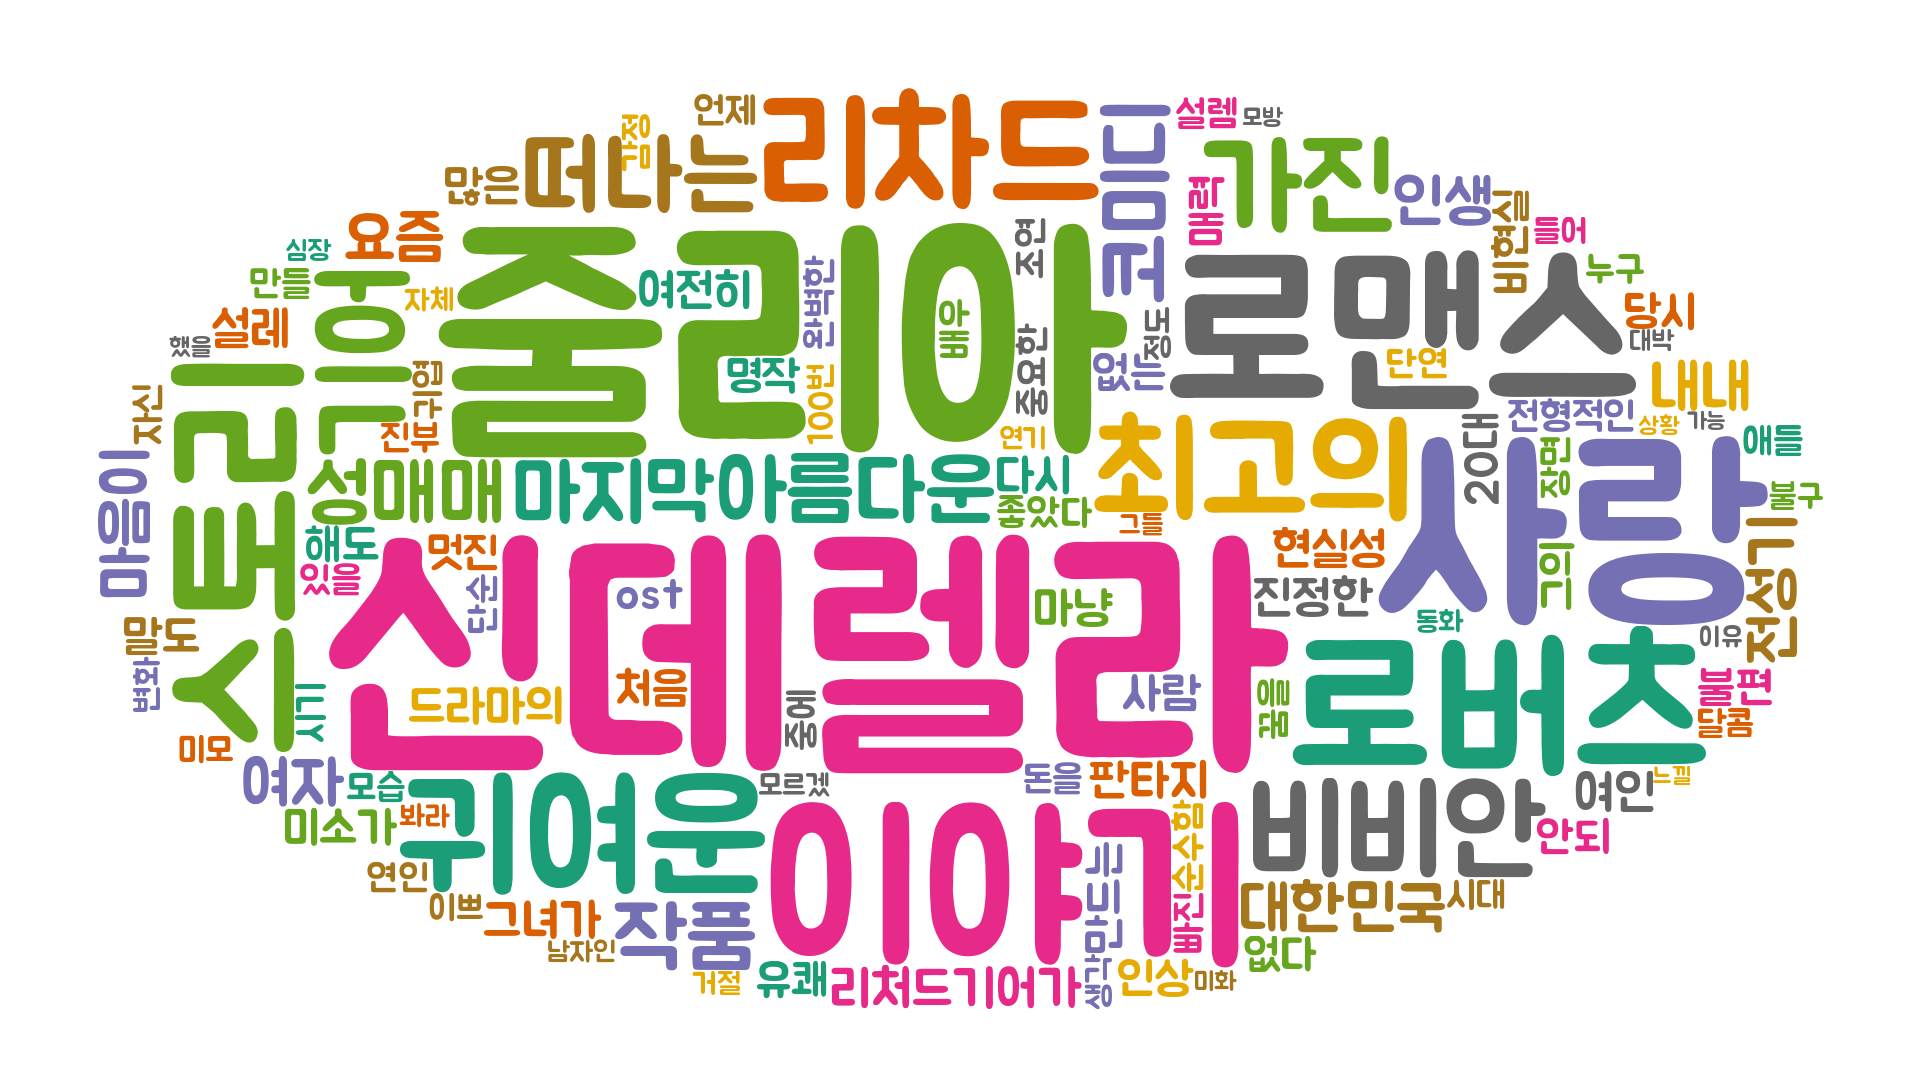 언제
리차드
코미디
설렘
모방
감정
떠나는
많은
매력
가진
인생
비현실
들어
요즘
심장
만들
자체
줄리아
여전히
완벽한
조연
로맨스
누구
당시
대박
설레
했을
아빠
중요한
정도
없는
단연
내내
명작
100번
연기
자신
진부
스토리
전형적인
상황
가능
애들
최고의
20대
장면
사랑
불구
마음이
성매매
마지막
아름다운
다시
좋았다
그들
해도
있을
멋진
단순
신데렐라
ost
마냥
현실성
진정한
그의
전성기
동화
이유
말도
변화
시기
드라마의
처음
중에
사람
꿈을
로버츠
불편
달콤
미모
여자
모습
귀여운
모르겠
돈을
판타지
비비안
여인
느낄
미소가
봐라
이야기
순수함
안되
연인
이쁘
그녀가
작품
만드는
빠진
대한민국
시대
남자인
거절
유쾌
리처드기어가
생각
인상
미화
없다